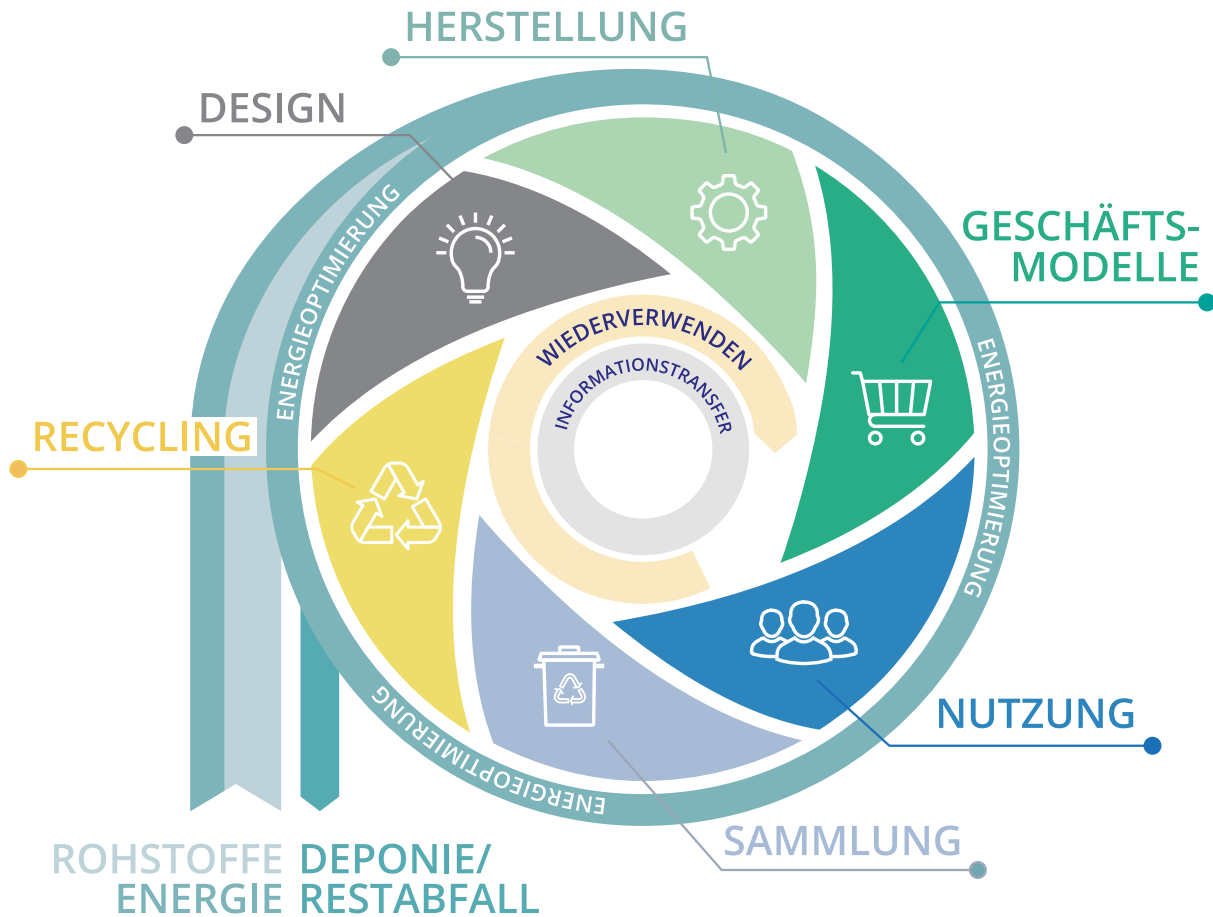 HERSTELLUNG
DESIGN
GESCHÄFTS-
MODELLE
ENERGIEOPTIMIERUNG
WIEDERVERWENDEN
INFORMATIONSTRANSFER
ENERGIEOPTIMIERUNG
RECYCLING
NUTZUNG
ENERGIEOPTIMIERUNG
SAMMLUNG
ROHSTOFFE
ENERGIE
DEPONIE/
RESTABFALL